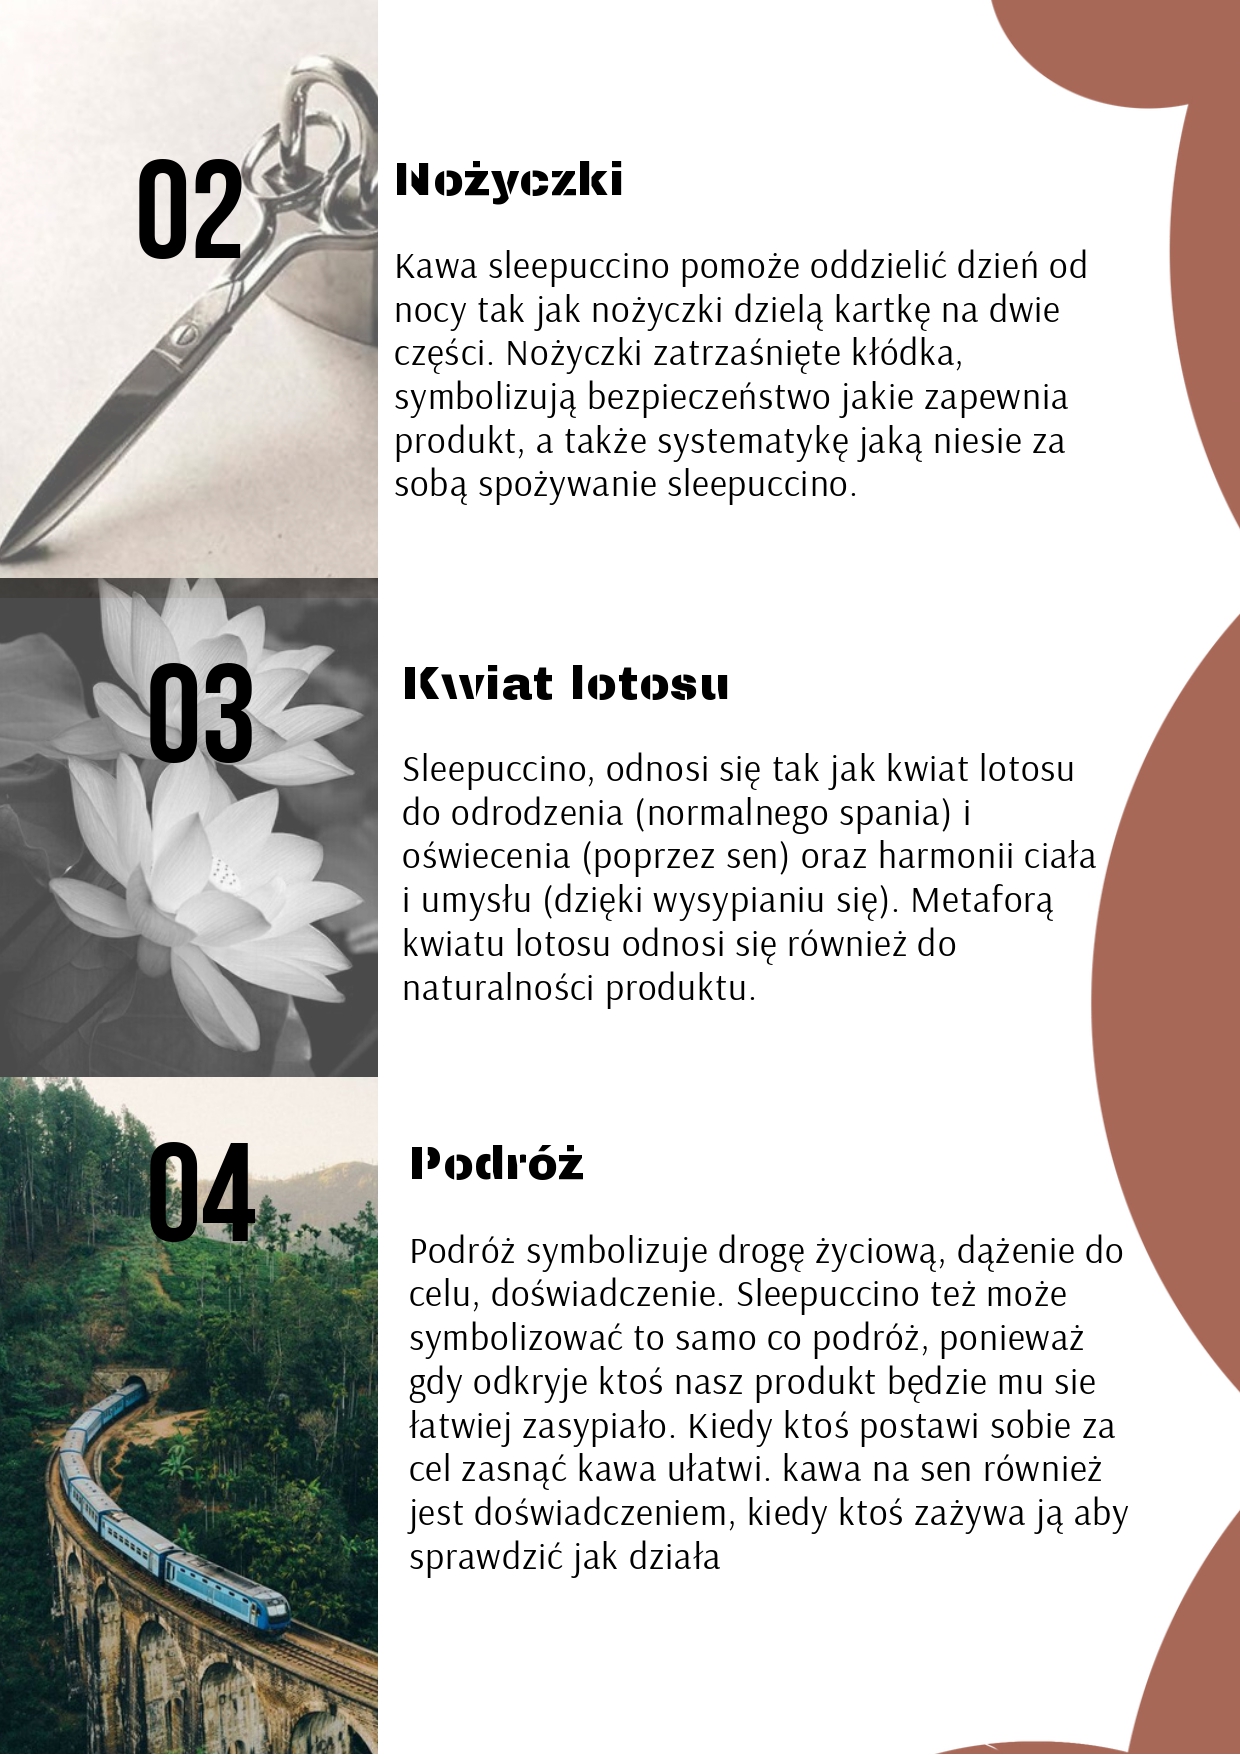 02
Nożyczki
Kawa sleepuccino pomoże oddzielić dzień od
nocy tak jak nożyczki dzielą kartkę na dwie
części. Nożyczki zatrzaśnięte kłódka,
symbolizują bezpieczeństwo jakie zapewnia
produkt, a także systematykę jaką niesie za
sobą spożywanie sleepuccino.
03
Kwiat lotosu
Sleepuccino, odnosi się tak jak kwiat lotosu
do odrodzenia (normalnego spania) i
oświecenia (poprzez sen) oraz harmonii ciała
i umysłu (dzięki wysypianiu się). Metaforą
kwiatu lotosu odnosi się również do
naturalności produktu.
04
Podróż
Podróż symbolizuje drogę życiową, dążenie do
celu, doświadczenie. Sleepuccino też może
symbolizować to samo co podróż, ponieważ
gdy odkryje ktoś nasz produkt będzie mu sie
łatwiej zasypiało. Kiedy ktoś postawi sobie za
cel zasnąć kawa ułatwi. kawa na sen również
jest doświadczeniem, kiedy ktoś zażywa ją aby
sprawdzić jak działa